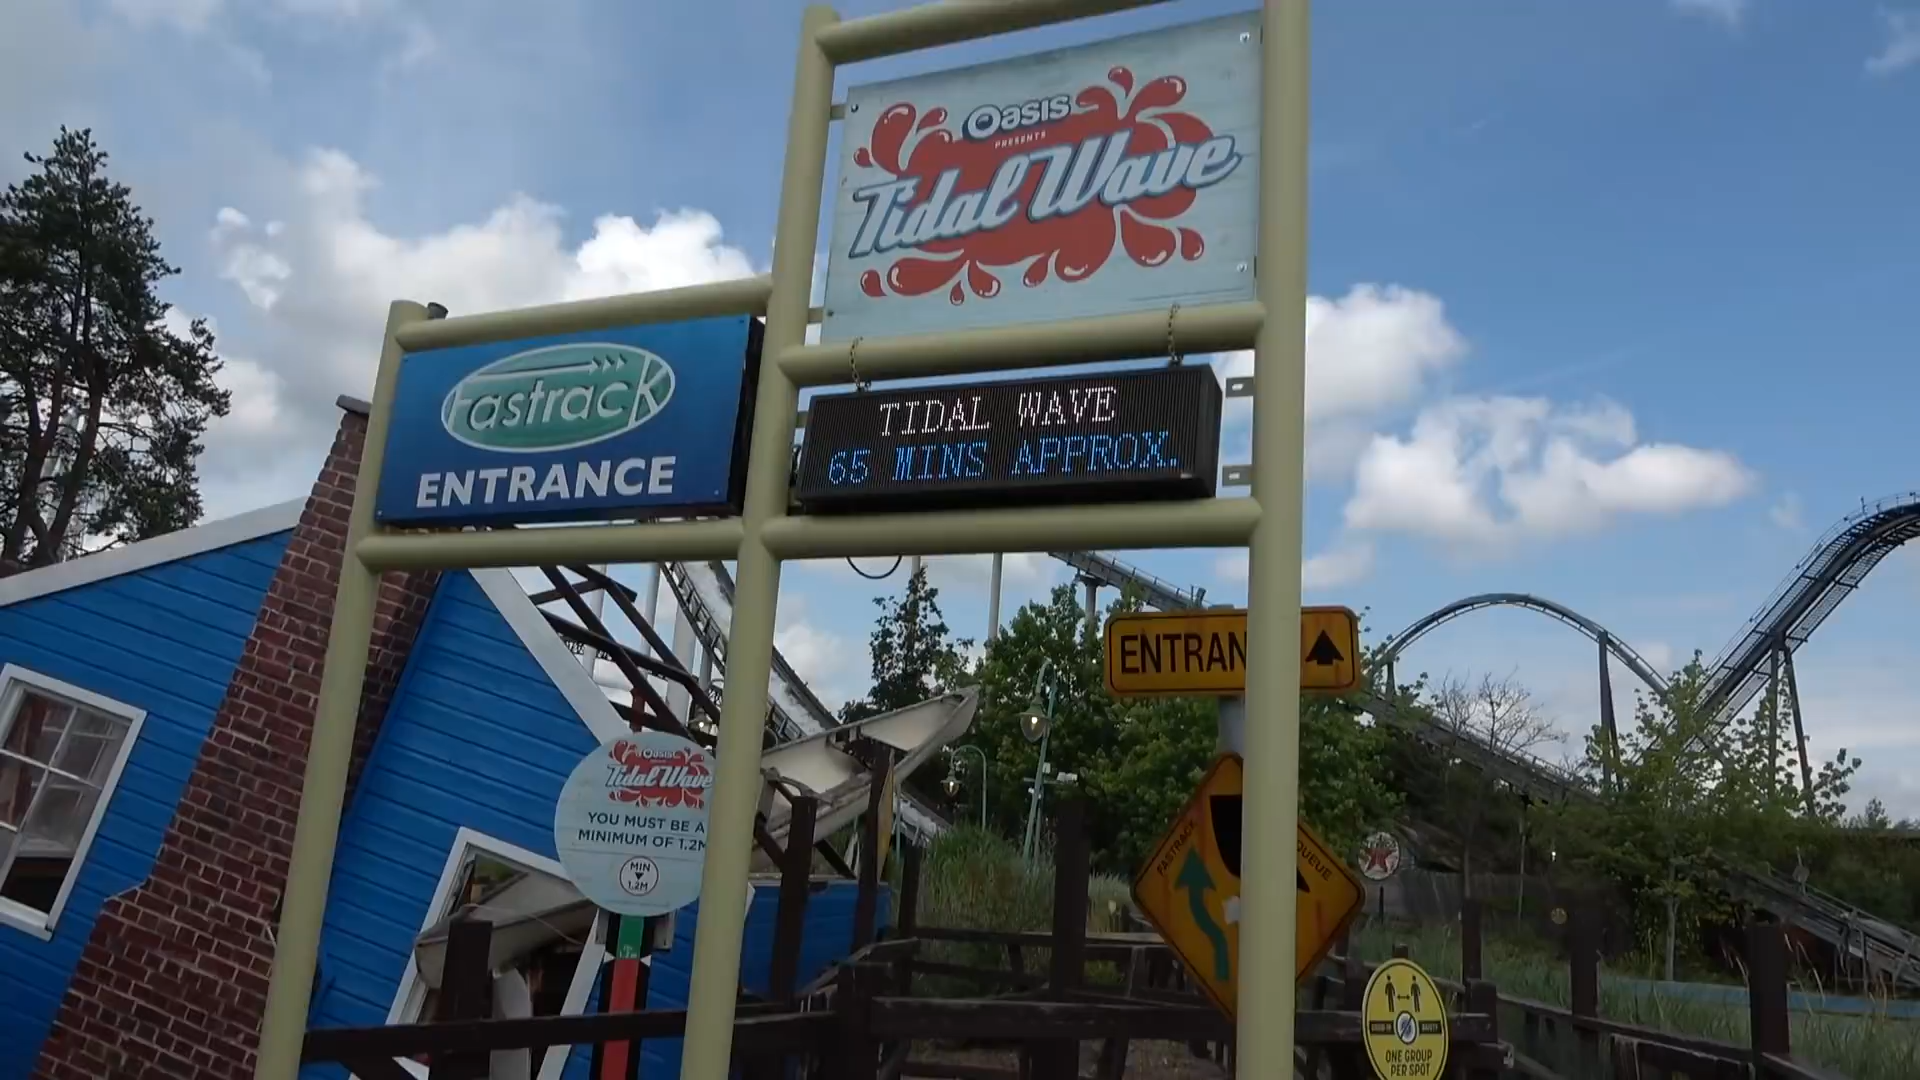 Oasis
PRESENTS
Tidal Wave
Fastrack
ENTRANCE
TIDAL WAVE
65 MINS APPROX.
ENTRAN
Oasis
Tidal Wave
YOU MUST BE A
MINIMUM OF 1.2M
MIN
1.2M
FASTRACK
QUEUE
ONE GROUP
PER SPOT